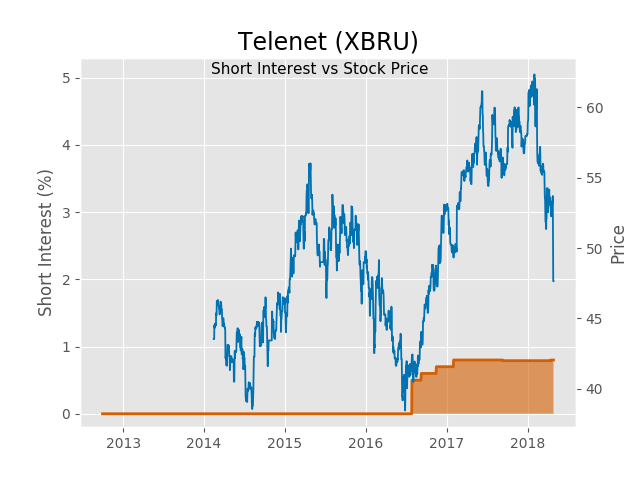 Telenet (XBRU)
Short Interest vs Stock Price
Short Interest (%)
5
4
3
2
1
0
60
55
50
45
40
Price
2013 2014 2015 2016 2017 2018